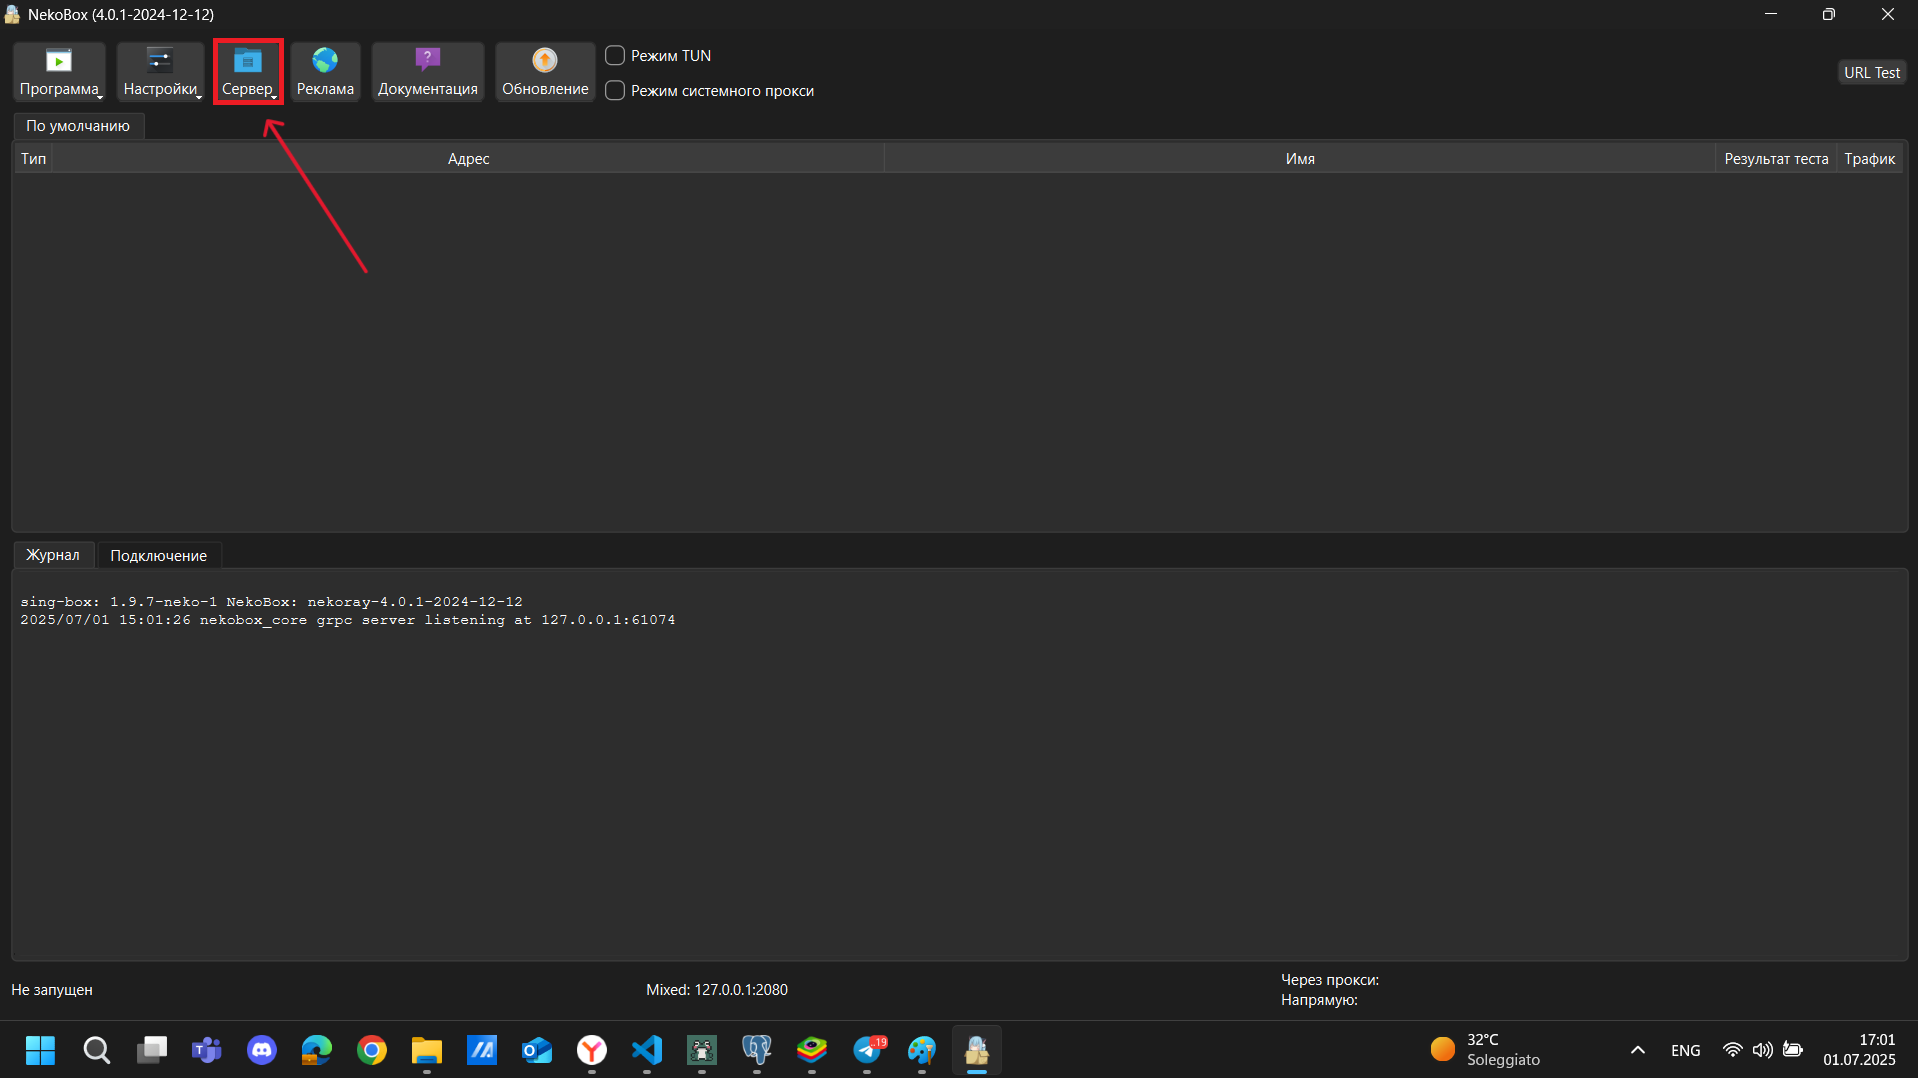 NekoBox (4.0.1-2024-12-12)
Программа
Настройки
Сервер
Реклама
Документация
Обновление
Режим TUN
Режим системного прокси
URL Test
По умолчанию
Тип
Адрес
Имя
Результат теста
Трафик
Журнал
Подключение
sing-box: 1.9.7-neko-1 NekoBox: nekoray-4.0.1-2024-12-12
2025/07/01 15:01:26 nekobox_core grpc server listening at 127.0.0.1:61074
Не запущен
Mixed: 127.0.0.1:2080
Через прокси:
Напрямую:
..19
32°C
Soleggiato
ENG
17:01
01.07.2025